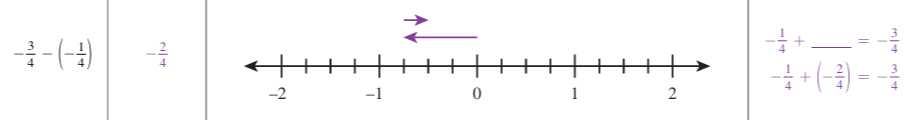 −3/4 − (−1/4)
−2/4
−2 −1 0 1 2
−1/4 + ____ = −3/4
−1/4 + (−2/4) = −3/4